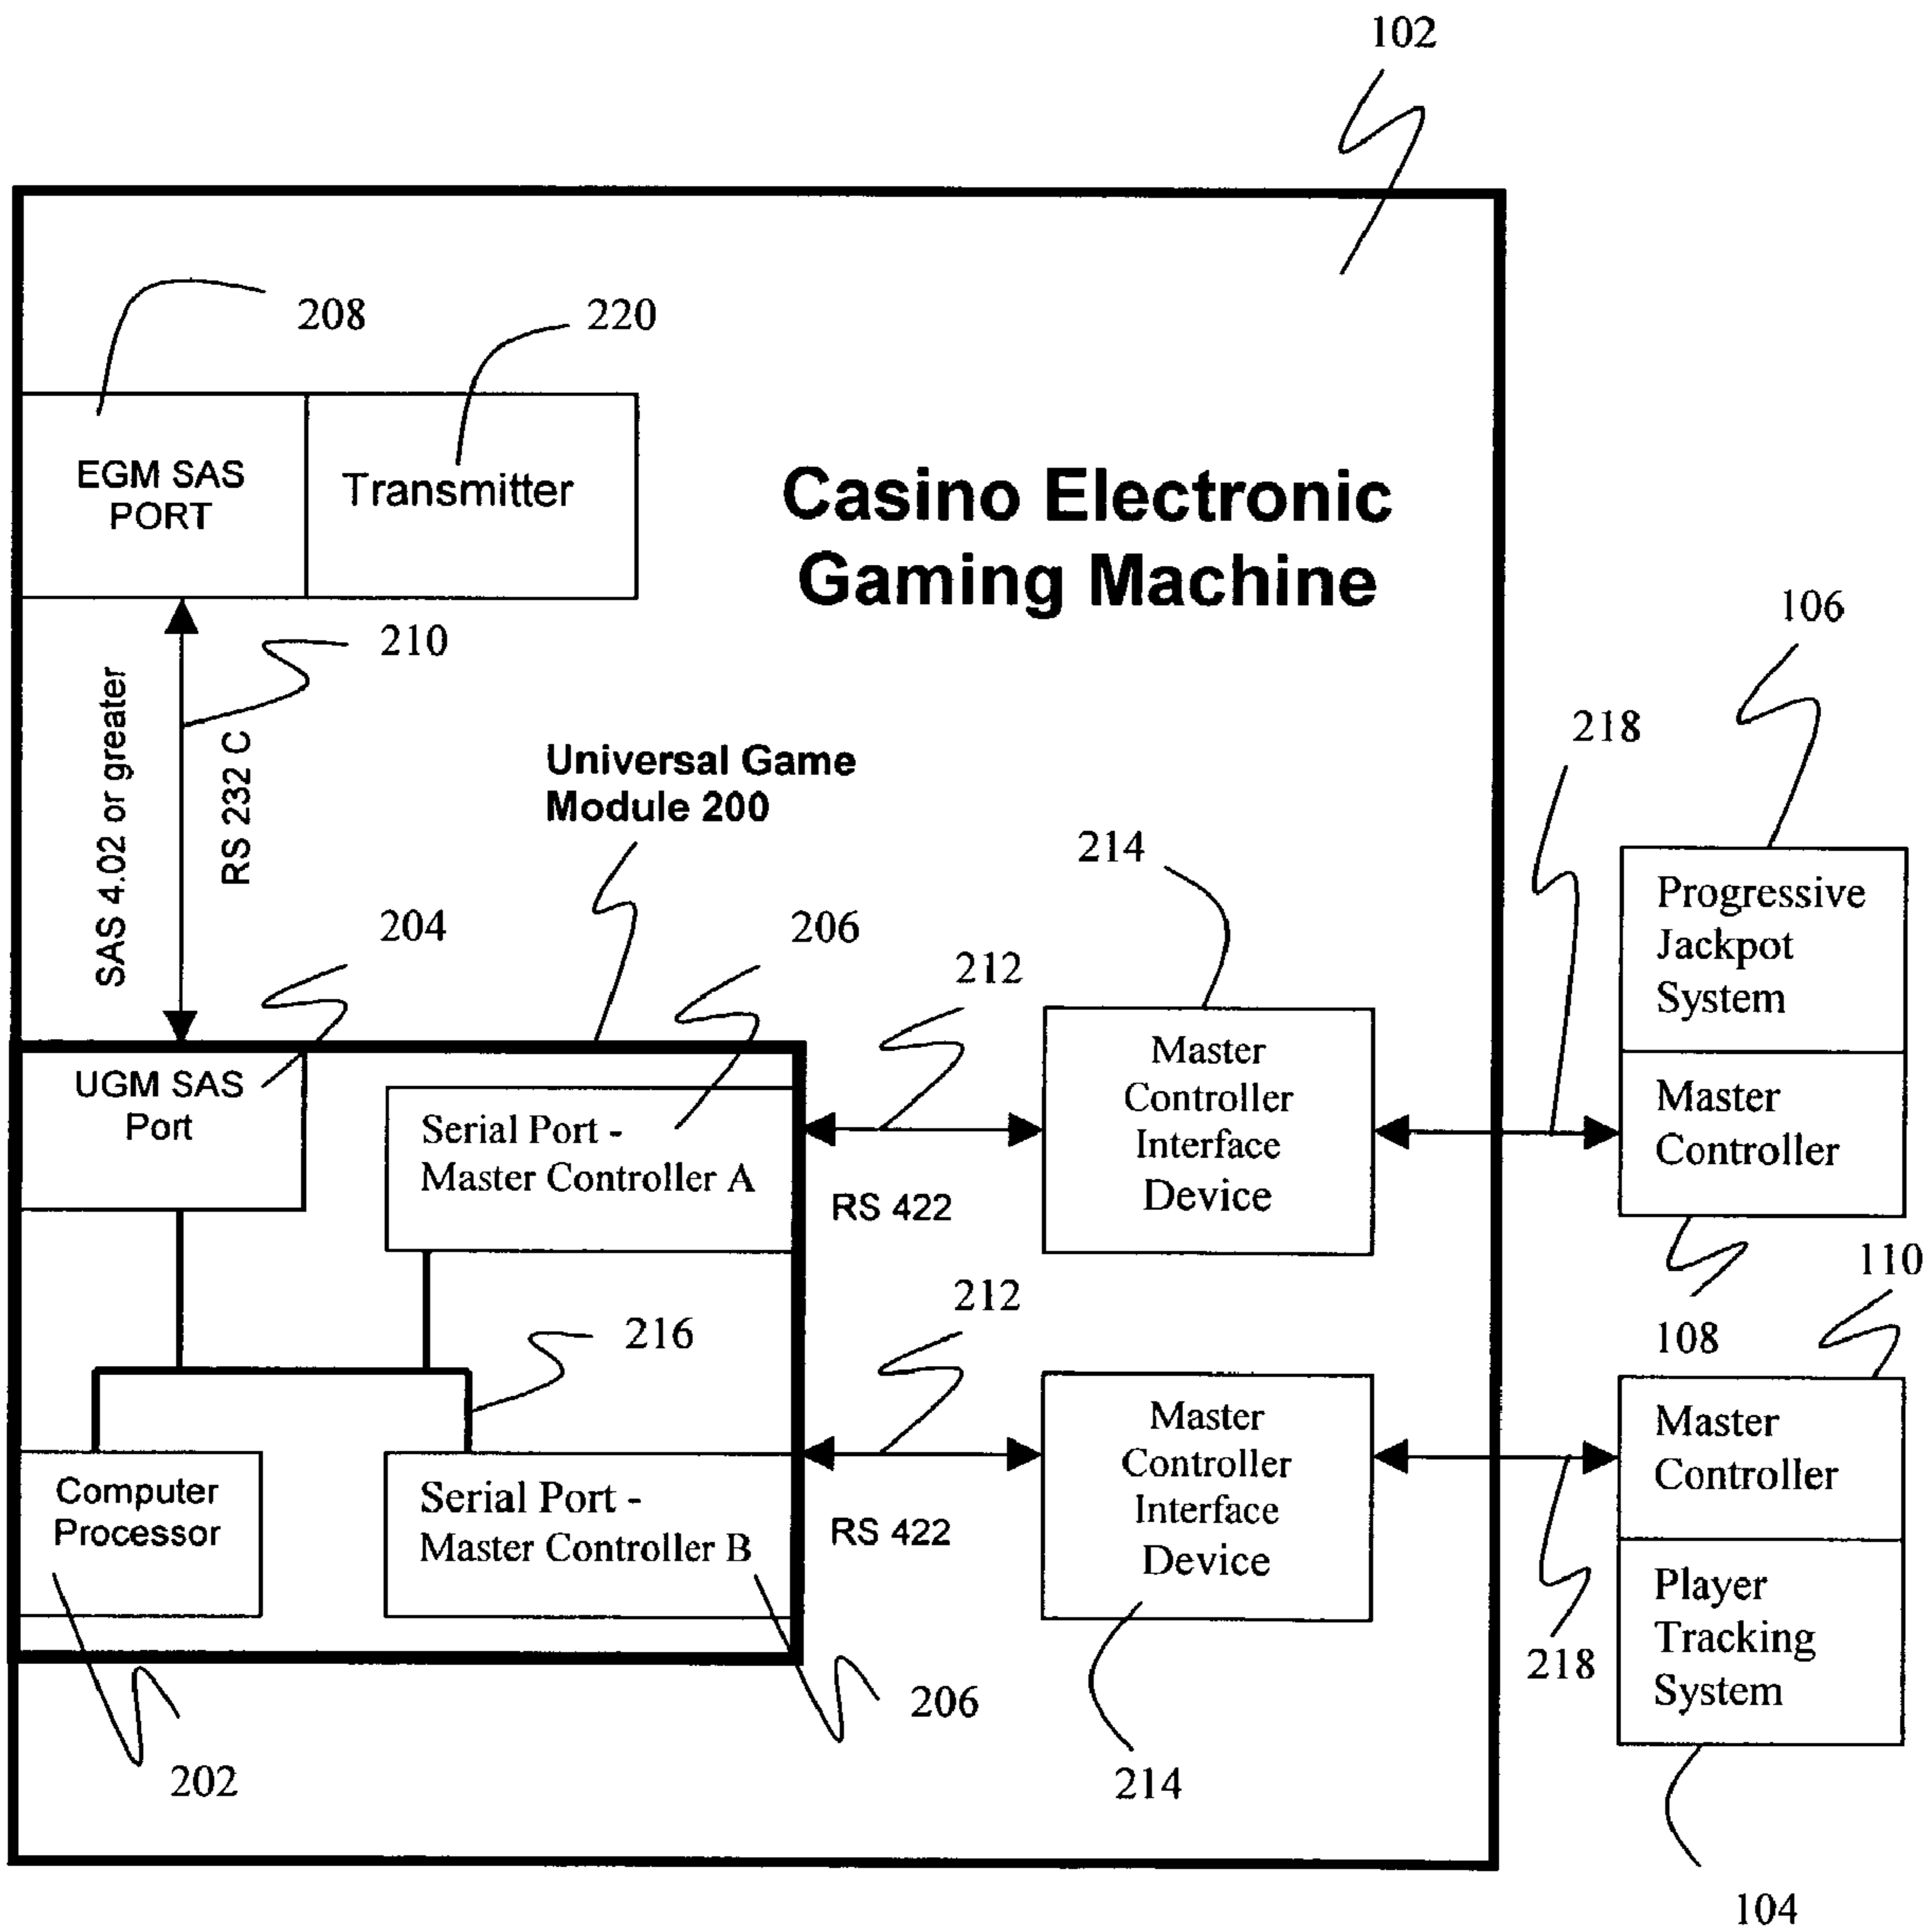 102
208
220
EGM SAS
PORT
Transmitter
Casino Electronic
Gaming Machine
210
SAS 4.02 or greater
RS 232 C
106
218
Universal Game
Module 200
214
204
206
212
Progressive
Jackpot
System
Master
Controller
UGM SAS
Port
Serial Port -
Master Controller A
RS 422
Master
Controller
Interface
Device
110
108
212
216
Computer
Processor
Serial Port -
Master Controller B
RS 422
Master
Controller
Interface
Device
Master
Controller
Player
Tracking
System
218
206
202
214
104